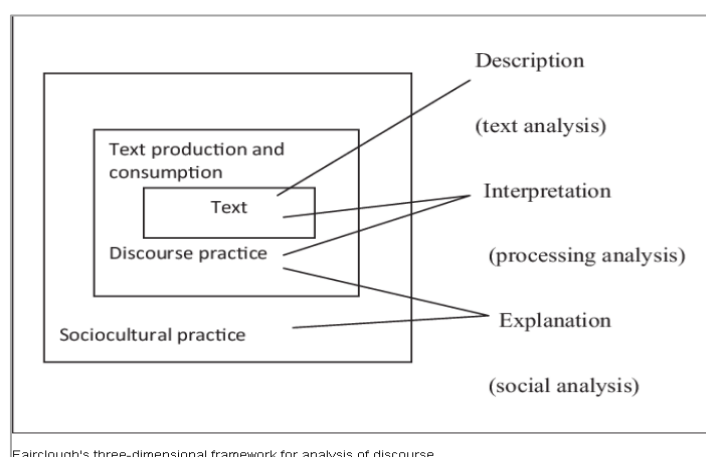 Description
(text analysis)
Text production and
consumption
Text
Interpretation
Discourse practice
(processing analysis)
Explanation
Sociocultural practice
(social analysis)
Fairclough's three-dimensional framework for analysis of discourse